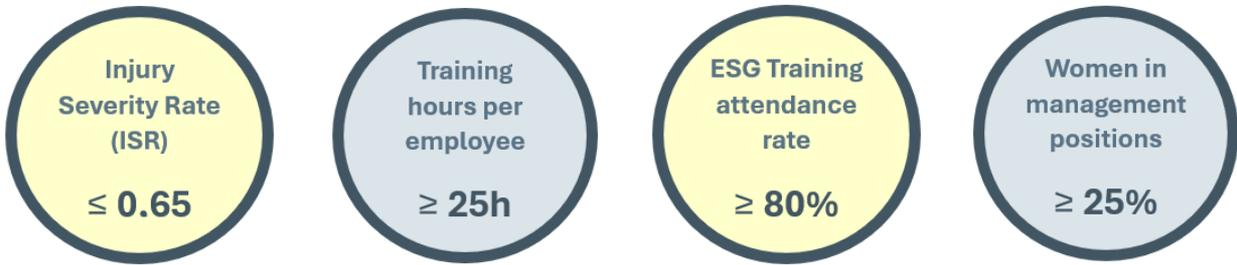 Injury
Severity Rate
(ISR)
≤ 0.65
Training
hours per
employee
≥ 25h
ESG Training
attendance
rate
≥ 80%
Women in
management
positions
≥ 25%